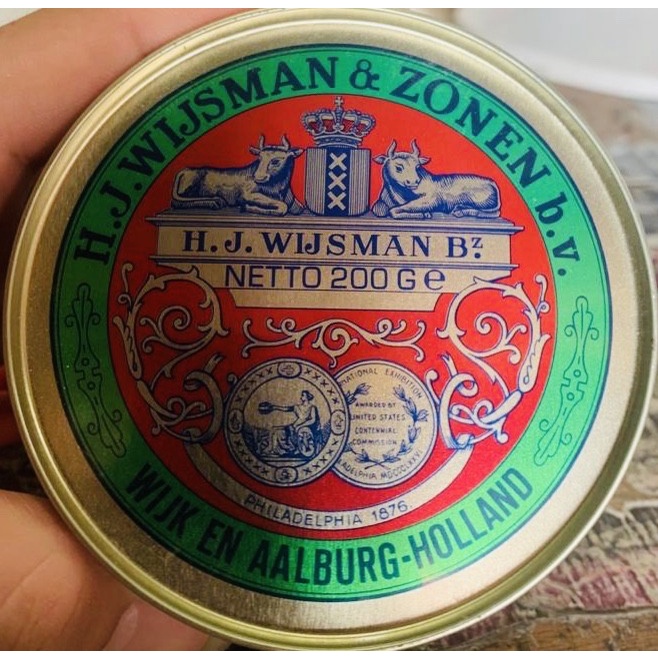 H.J.WIJSMAN & ZONEN b.v.
XXX
H.J. WIJSMAN Bz.
NETTO 200 G e
NATIONAL EXHIBITION
AWARDED BY
UNITED STATES
CENTENNIAL
COMMISSION
PHILADELPHIA 1876.
WIJK EN AALBURG-HOLLAND